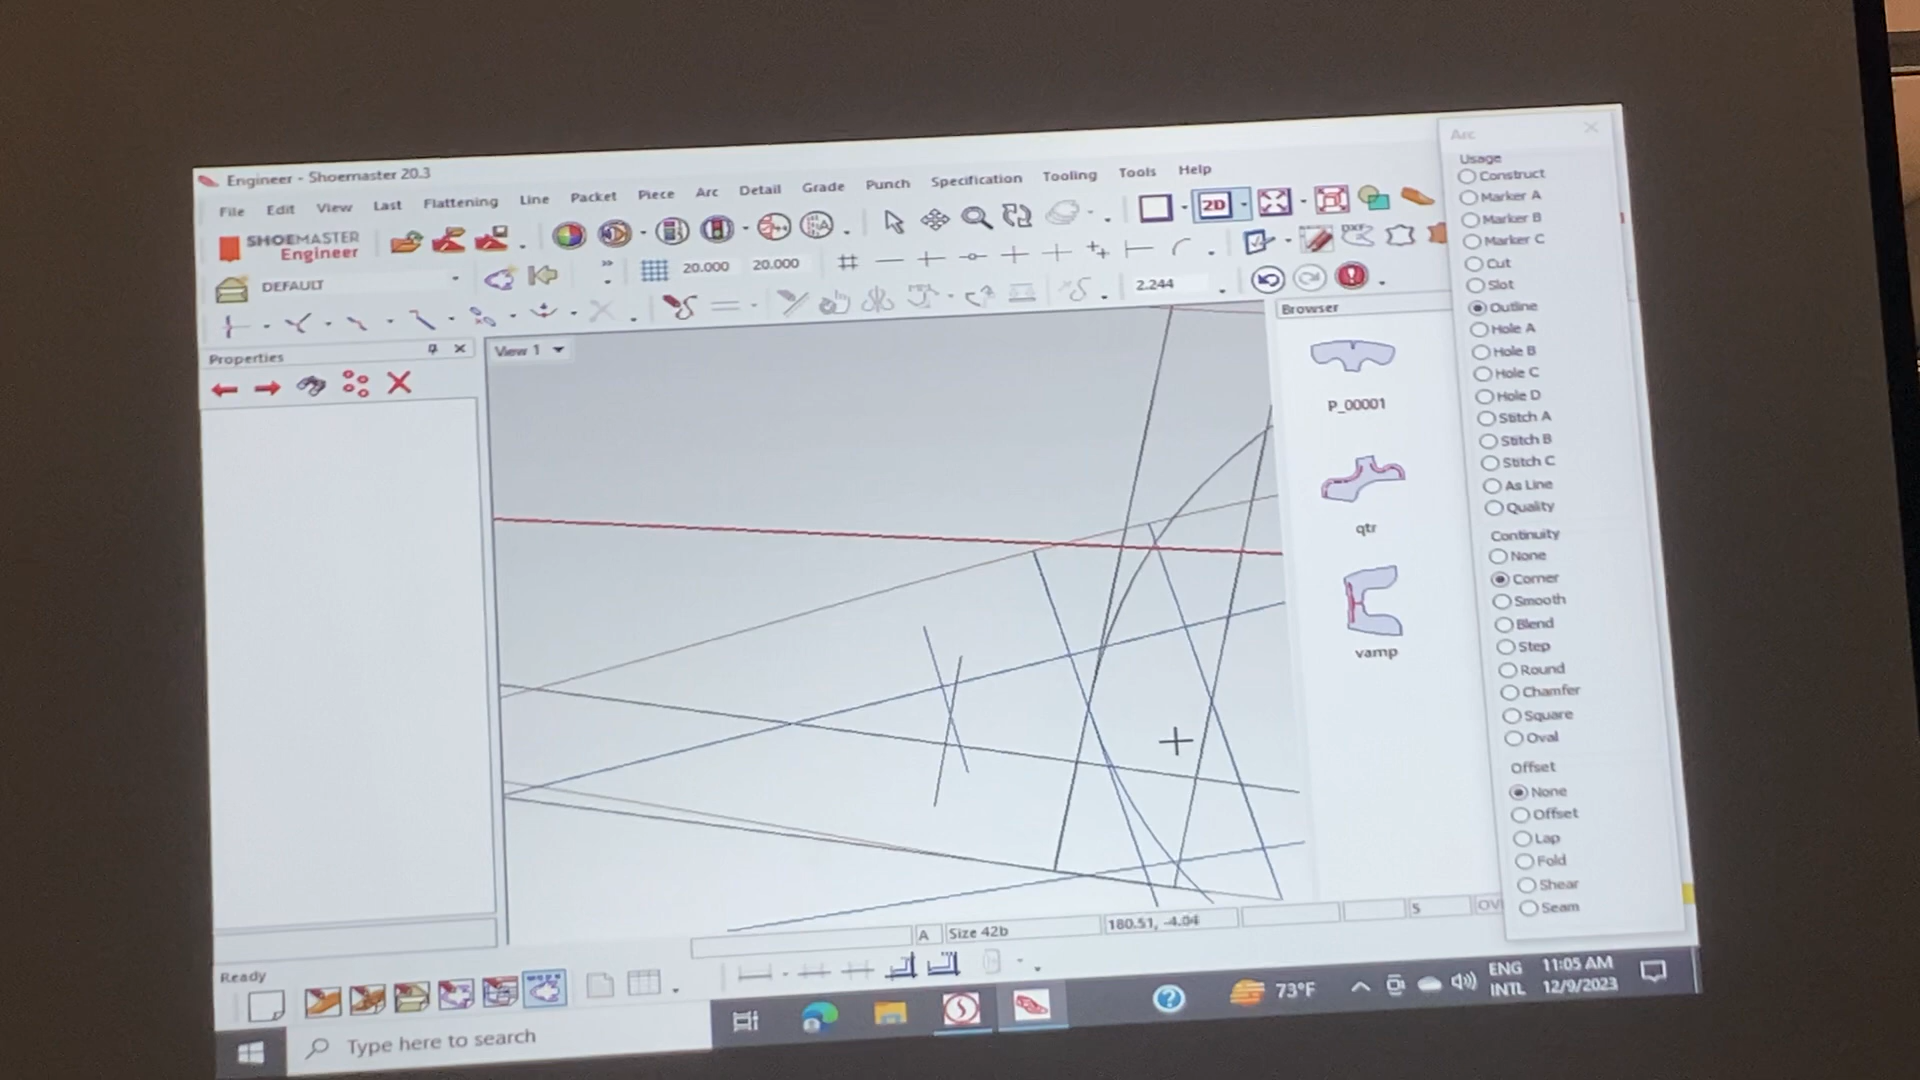 Engineer - Shoemaster 20.3
File Edit View Last Flattening Line Packet Piece Arc Detail Grade Punch Specification Tooling Tools Help
SHOEMASTER
Engineer
2D
DXF
DEFAULT
20.000 20.000
2.244
Properties
View 1
Browser
P_00001
qtr
vamp
Arc
Usage
Construct
Marker A
Marker B
Marker C
Cut
Slot
Outline
Hole A
Hole B
Hole C
Hole D
Stitch A
Stitch B
Stitch C
As Line
Quality
Continuity
None
Corner
Smooth
Blend
Step
Round
Chamfer
Square
Oval
Offset
None
Offset
Lap
Fold
Shear
Seam
A Size 42b 180.51, -4.04 S
Ready
Type here to search
73°F
ENG
INTL
11:05 AM
12/9/2023